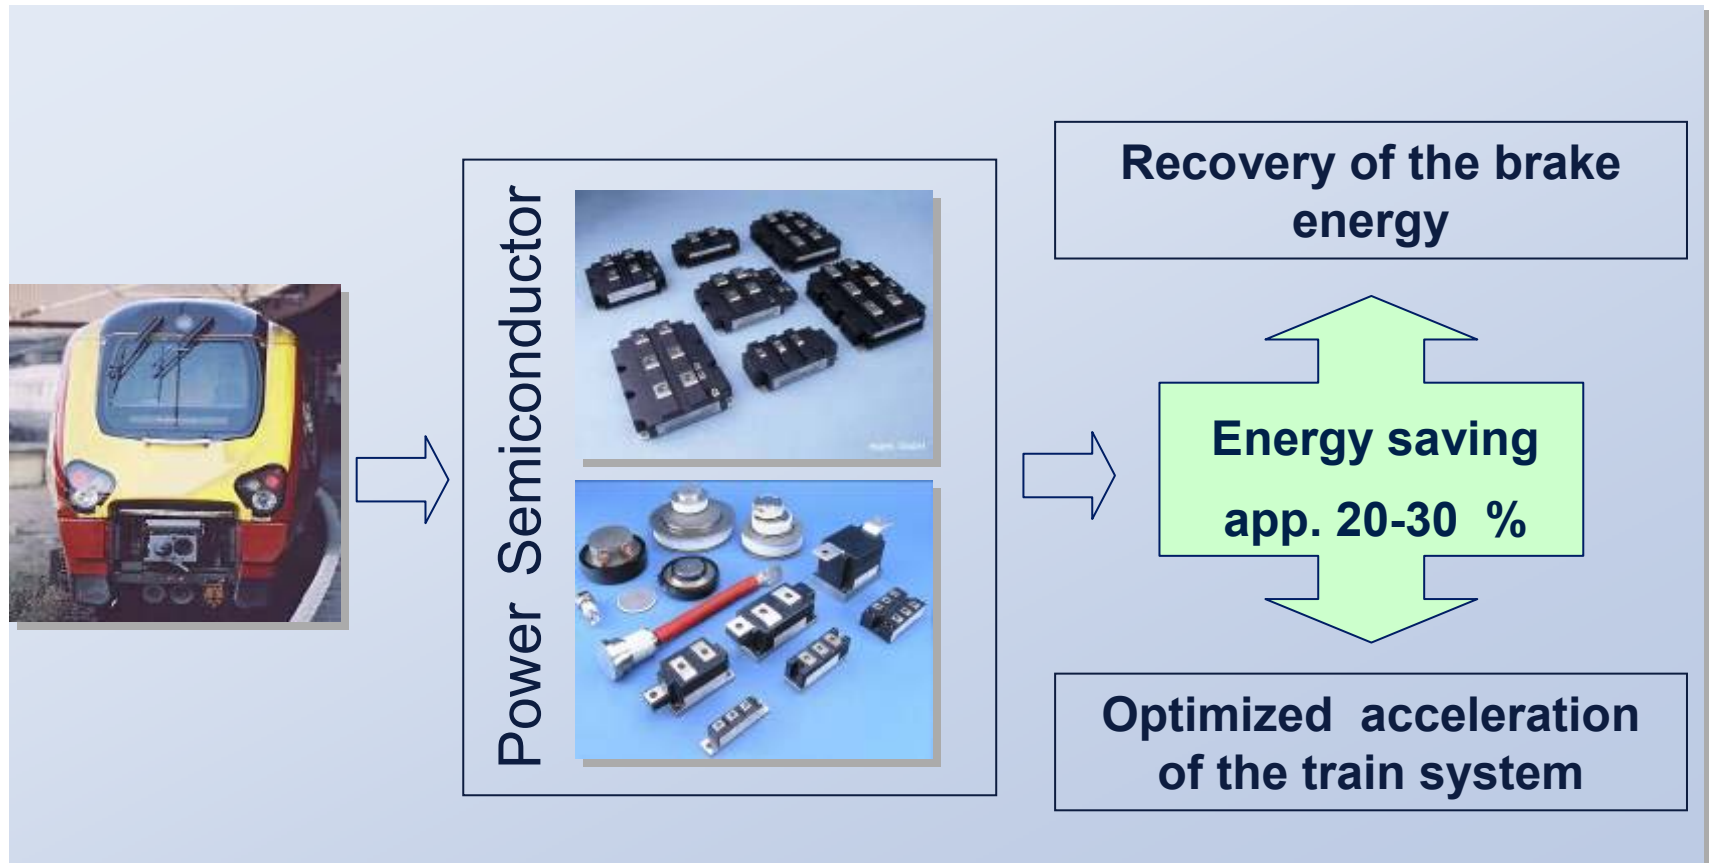 Power Semiconductor
Recovery of the brake
energy
Energy saving
app. 20-30 %
Optimized acceleration
of the train system